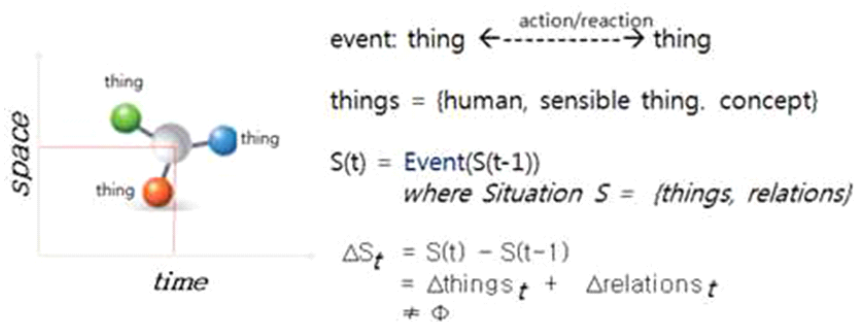 space
thing
thing
thing
time
event: thing <------------> thing
action/reaction
things = {human, sensible thing. concept}
S(t) = Event(S(t-1))
where Situation S = {things, relations}
ΔSt = S(t) - S(t-1)
= Δthings t + Δrelations t
≠ Φ